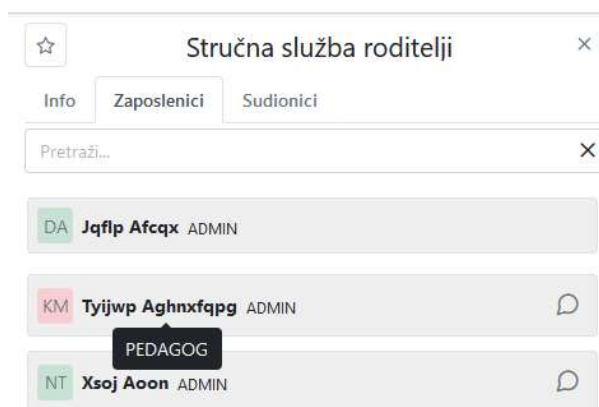 Stručna služba roditelji
Info Zaposlenici Sudionici
Pretraži...
DA Jqflp Afcqx ADMIN
KM Tyijwp Aghnxfqpg ADMIN
PEDAGOG
NT Xsoj Aoon ADMIN